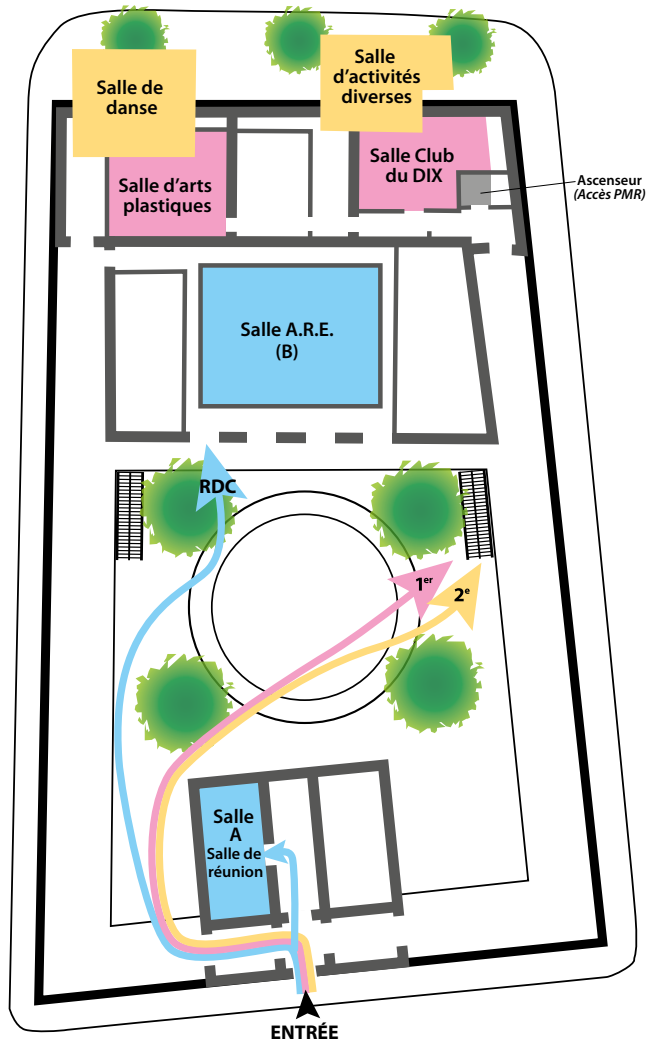 Salle de
danse
Salle
d'activités
diverses
Salle d'arts
plastiques
Salle Club
du DIX
Ascenseur
(Accès PMR)
Salle A.R.E.
(B)
RDC
1er
2e
Salle
A
Salle de
réunion
ENTRÉE